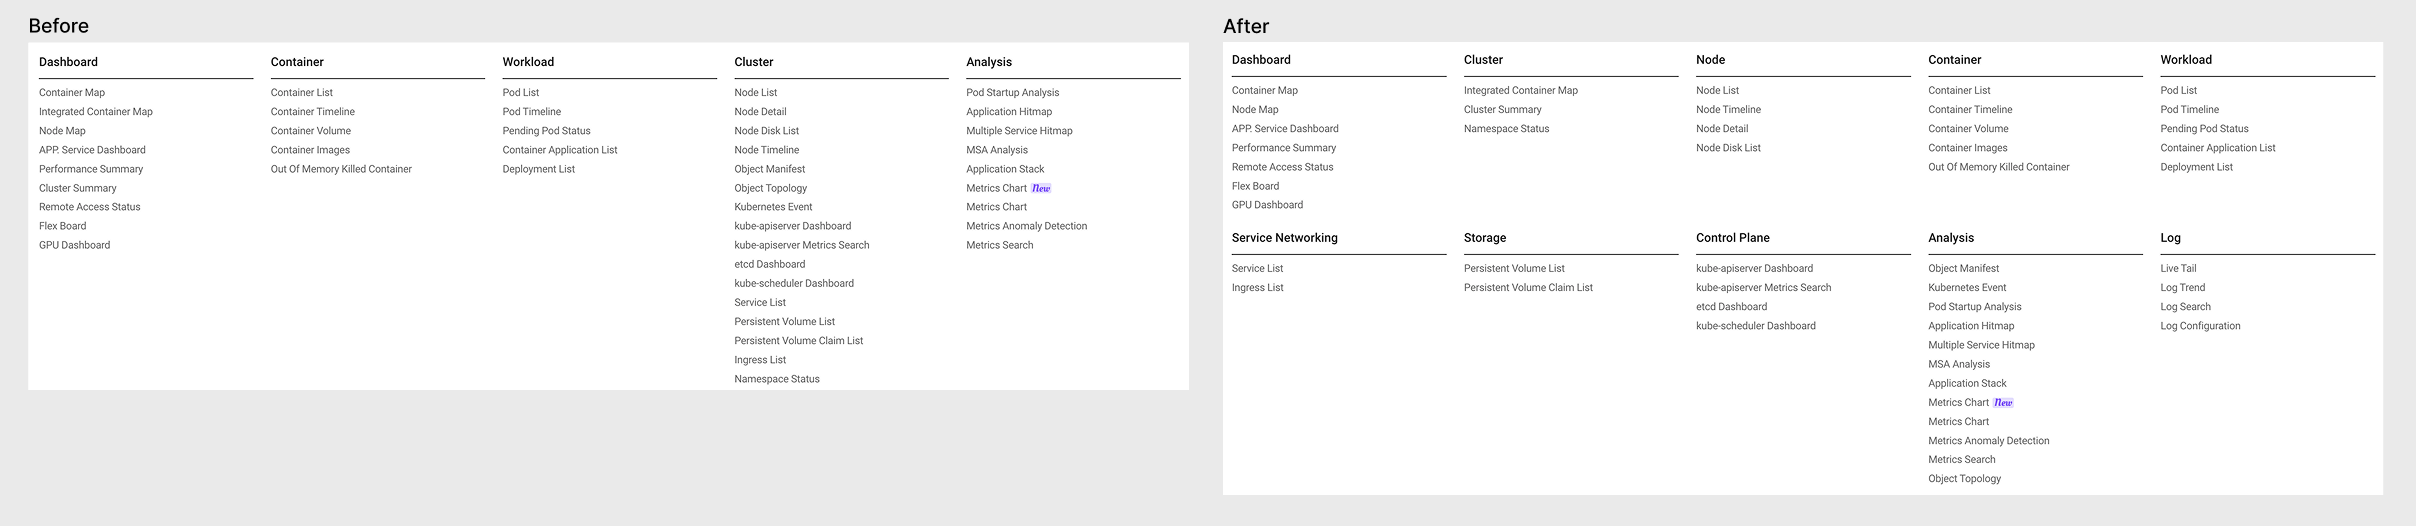 Before
Dashboard
Container Map
Integrated Container Map
Node Map
APP. Service Dashboard
Performance Summary
Cluster Summary
Remote Access Status
Flex Board
GPU Dashboard
Container
Container List
Container Timeline
Container Volume
Container Images
Out Of Memory Killed Container
Workload
Pod List
Pod Timeline
Pending Pod Status
Container Application List
Deployment List
Cluster
Node List
Node Detail
Node Disk List
Node Timeline
Object Manifest
Object Topology
Kubernetes Event
kube-apiserver Dashboard
kube-apiserver Metrics Search
etcd Dashboard
kube-scheduler Dashboard
Service List
Persistent Volume List
Persistent Volume Claim List
Ingress List
Namespace Status
Analysis
Pod Startup Analysis
Application Hitmap
Multiple Service Hitmap
MSA Analysis
Application Stack
Metrics Chart New
Metrics Chart
Metrics Anomaly Detection
Metrics Search
After
Dashboard
Container Map
Node Map
APP. Service Dashboard
Performance Summary
Remote Access Status
Flex Board
GPU Dashboard
Cluster
Integrated Container Map
Cluster Summary
Namespace Status
Node
Node List
Node Timeline
Node Detail
Node Disk List
Container
Container List
Container Timeline
Container Volume
Container Images
Out Of Memory Killed Container
Workload
Pod List
Pod Timeline
Pending Pod Status
Container Application List
Deployment List
Service Networking
Service List
Ingress List
Storage
Persistent Volume List
Persistent Volume Claim List
Control Plane
kube-apiserver Dashboard
kube-apiserver Metrics Search
etcd Dashboard
kube-scheduler Dashboard
Analysis
Object Manifest
Kubernetes Event
Pod Startup Analysis
Application Hitmap
Multiple Service Hitmap
MSA Analysis
Application Stack
Metrics Chart New
Metrics Chart
Metrics Anomaly Detection
Metrics Search
Object Topology
Log
Live Tail
Log Trend
Log Search
Log Configuration